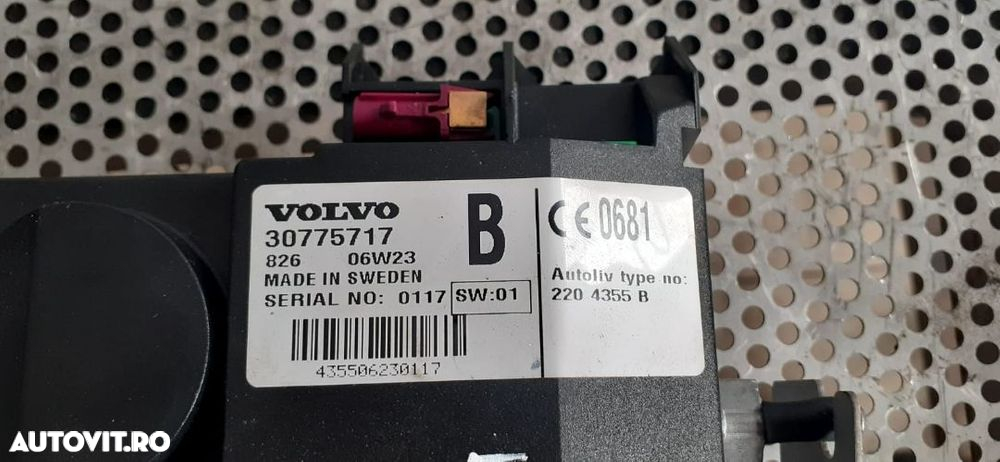 VOLVO
30775717
826 06W23
MADE IN SWEDEN
SERIAL NO: 0117 SW:01
B
435506230117
CE 0681
Autoliv type no:
220 4355 B
AUTOVIT.RO